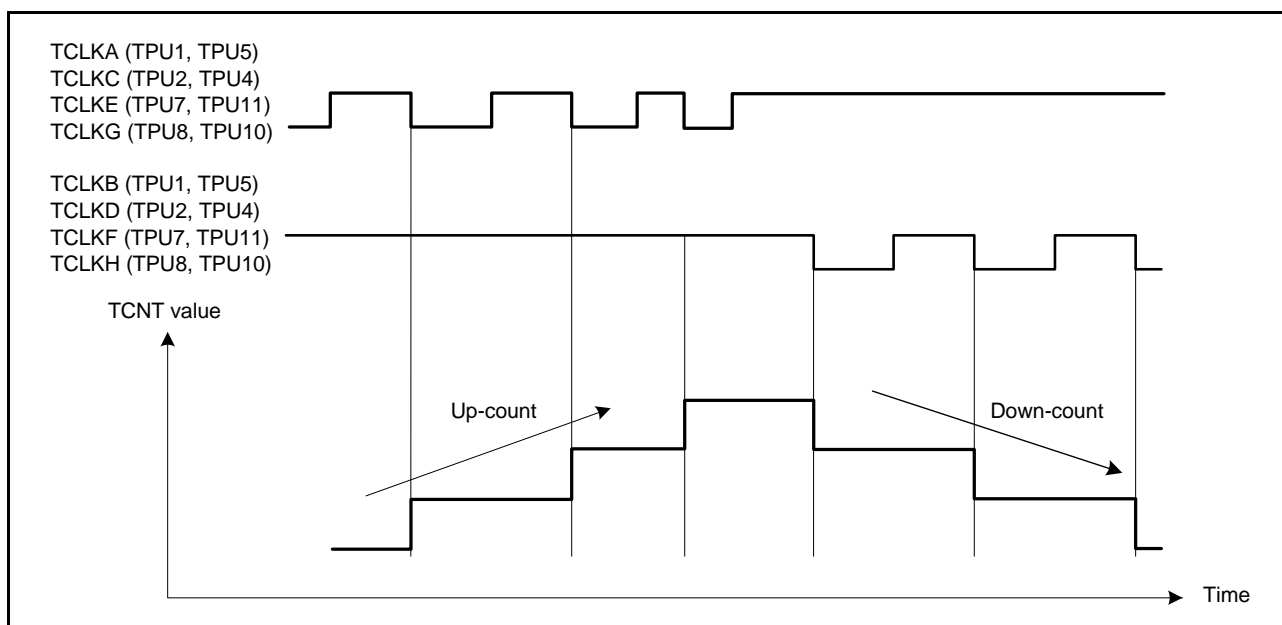 TCLKA (TPU1, TPU5)
TCLKC (TPU2, TPU4)
TCLKE (TPU7, TPU11)
TCLKG (TPU8, TPU10)
TCLKB (TPU1, TPU5)
TCLKD (TPU2, TPU4)
TCLKF (TPU7, TPU11)
TCLKH (TPU8, TPU10)
TCNT value
Up-count
Down-count
Time